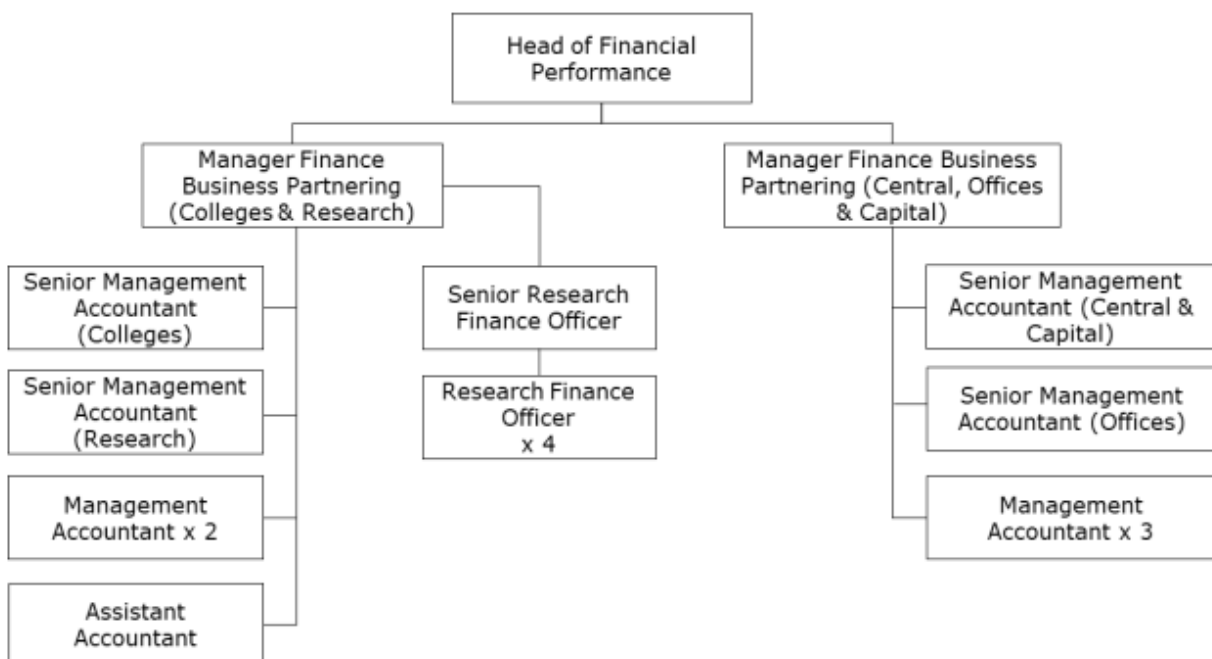 Head of Financial
Performance
Manager Finance
Business Partnering
(Colleges & Research)
Manager Finance Business
Partnering (Central, Offices
& Capital)
Senior Management
Accountant
(Colleges)
Senior Research
Finance Officer
Senior Management
Accountant (Central &
Capital)
Senior Management
Accountant
(Research)
Research Finance
Officer
x 4
Senior Management
Accountant (Offices)
Management
Accountant x 2
Management
Accountant x 3
Assistant
Accountant